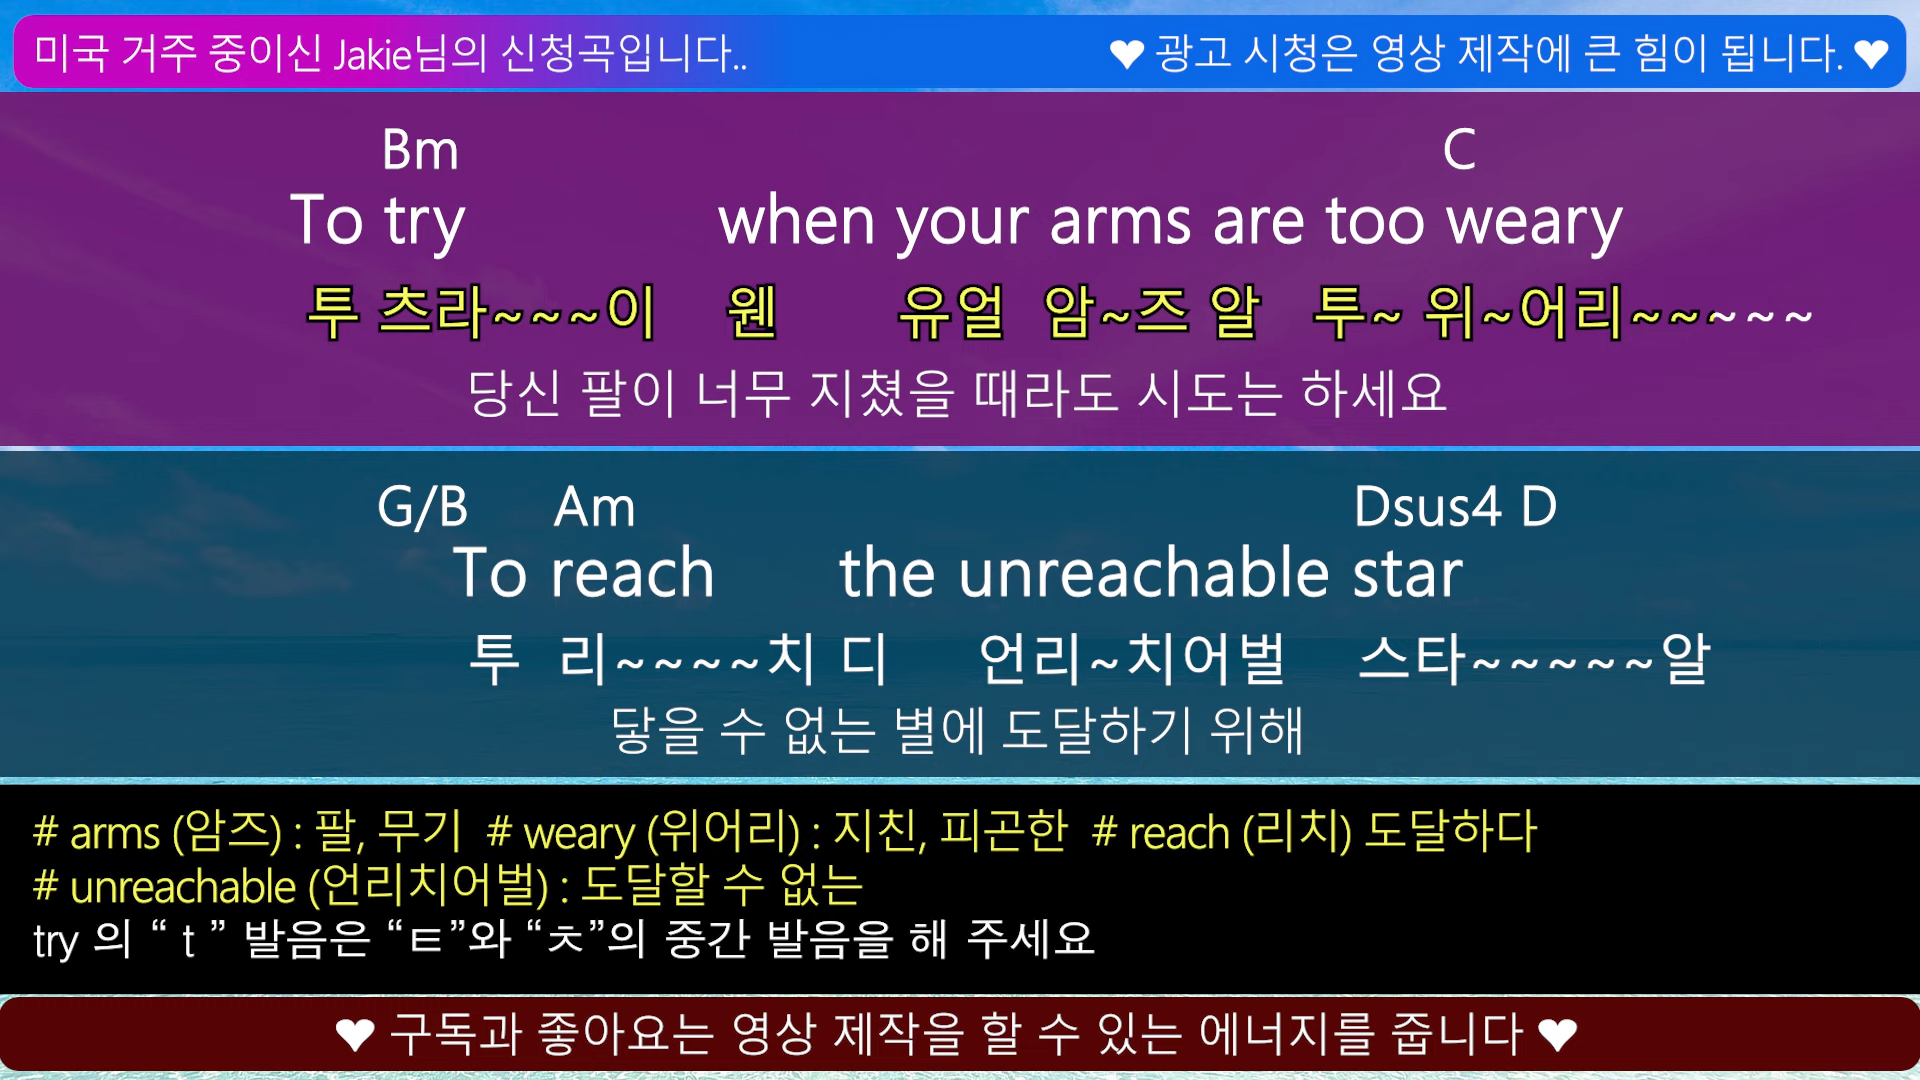 미국 거주 중이신 Jakie님의 신청곡입니다..
♥ 광고 시청은 영상 제작에 큰 힘이 됩니다. ♥
Bm C
To try when your arms are too weary
투 츠라~~~이 웬 유얼 암~즈 알 투~ 위~어리~~~~~
당신 팔이 너무 지쳤을 때라도 시도는 하세요
G/B Am Dsus4 D
To reach the unreachable star
투 리~~~~치 디 언리~치어벌 스타~~~~~알
닿을 수 없는 별에 도달하기 위해
# arms (암즈) : 팔, 무기 # weary (위어리) : 지친, 피곤한 # reach (리치) 도달하다
# unreachable (언리치어벌) : 도달할 수 없는
try 의 “ t ” 발음은 “ㅌ”와 “ㅊ”의 중간 발음을 해 주세요
♥ 구독과 좋아요는 영상 제작을 할 수 있는 에너지를 줍니다 ♥